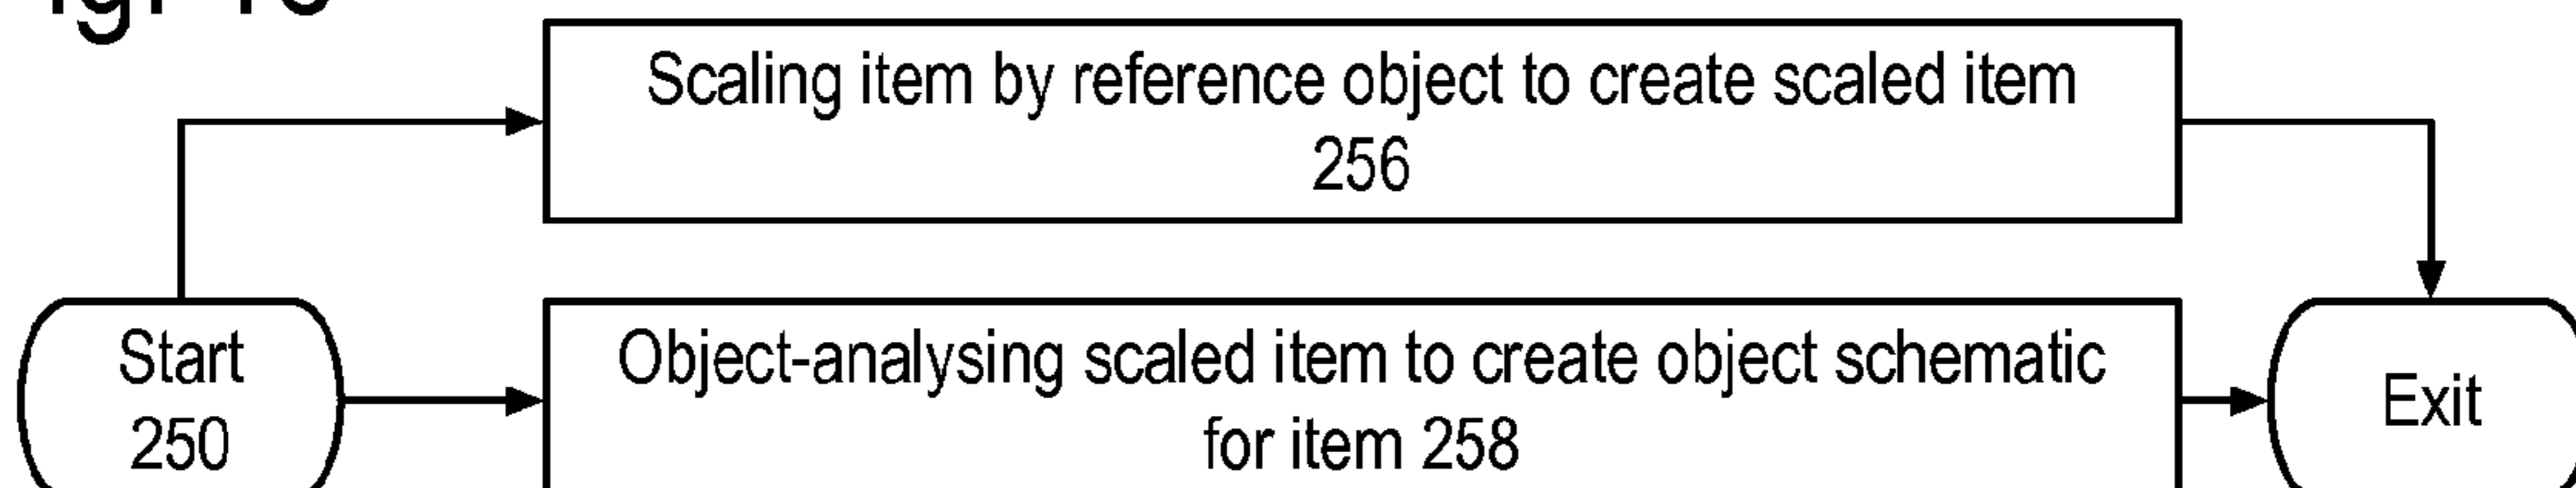 Scaling item by reference object to create scaled item
256
Start
250
Object-analysing scaled item to create object schematic
for item 258
Exit